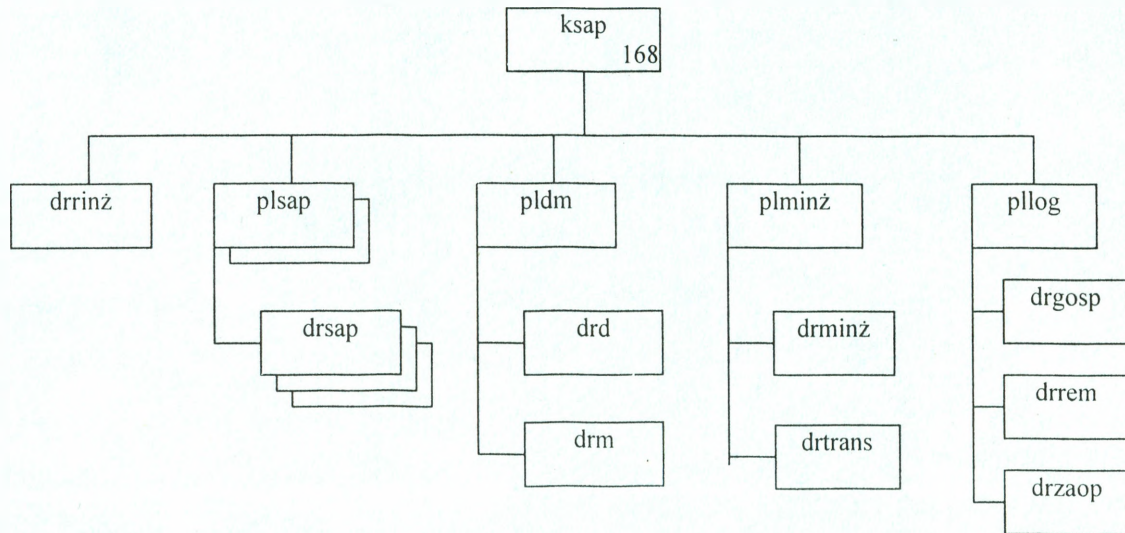 ksap
168
drrinż
plsap
pldm
plminż
pllog
drsap
drd
drminż
drgosp
drm
drtrans
drrem
drzaop